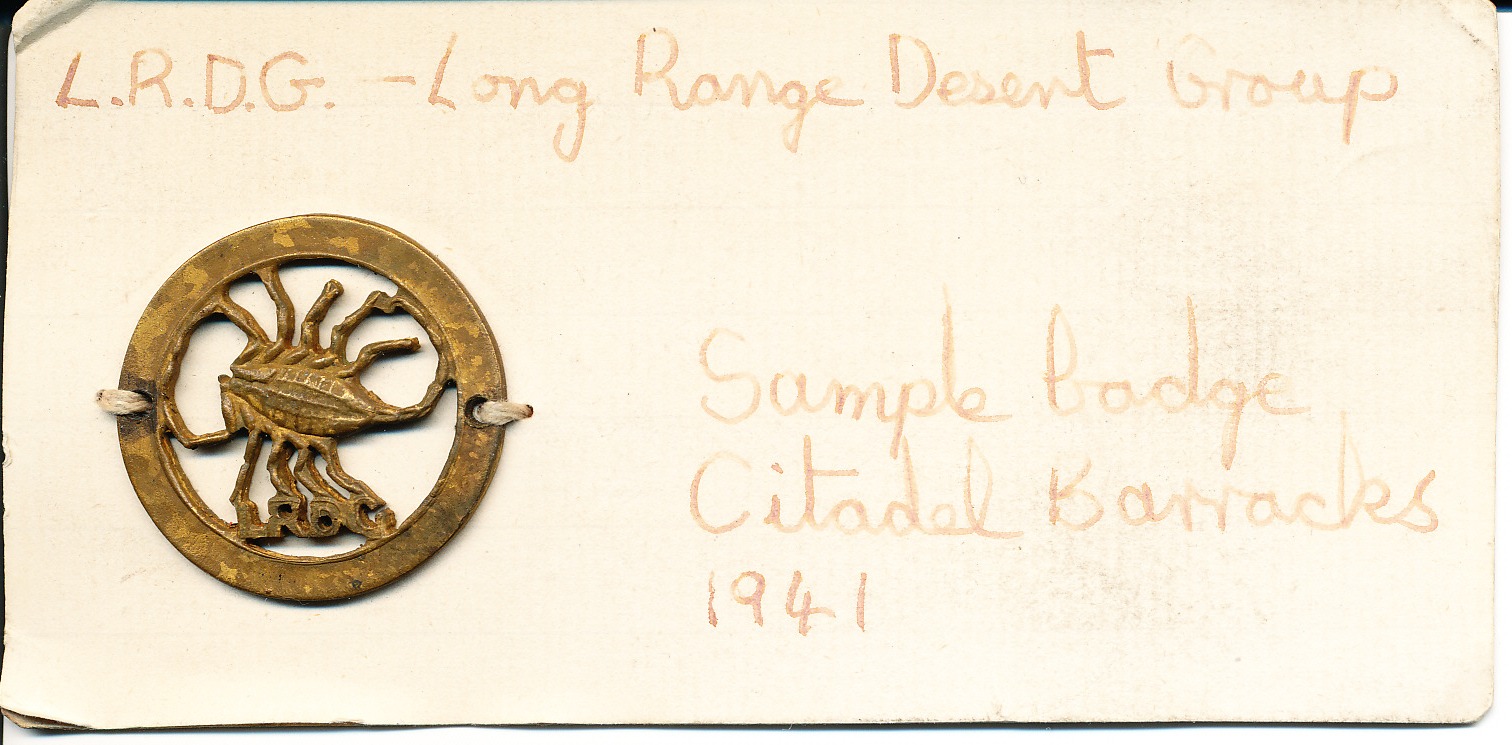 L.R.D.G. – Long Range Desert Group
Sample Badge
Citadel Barracks
1941
LRDG